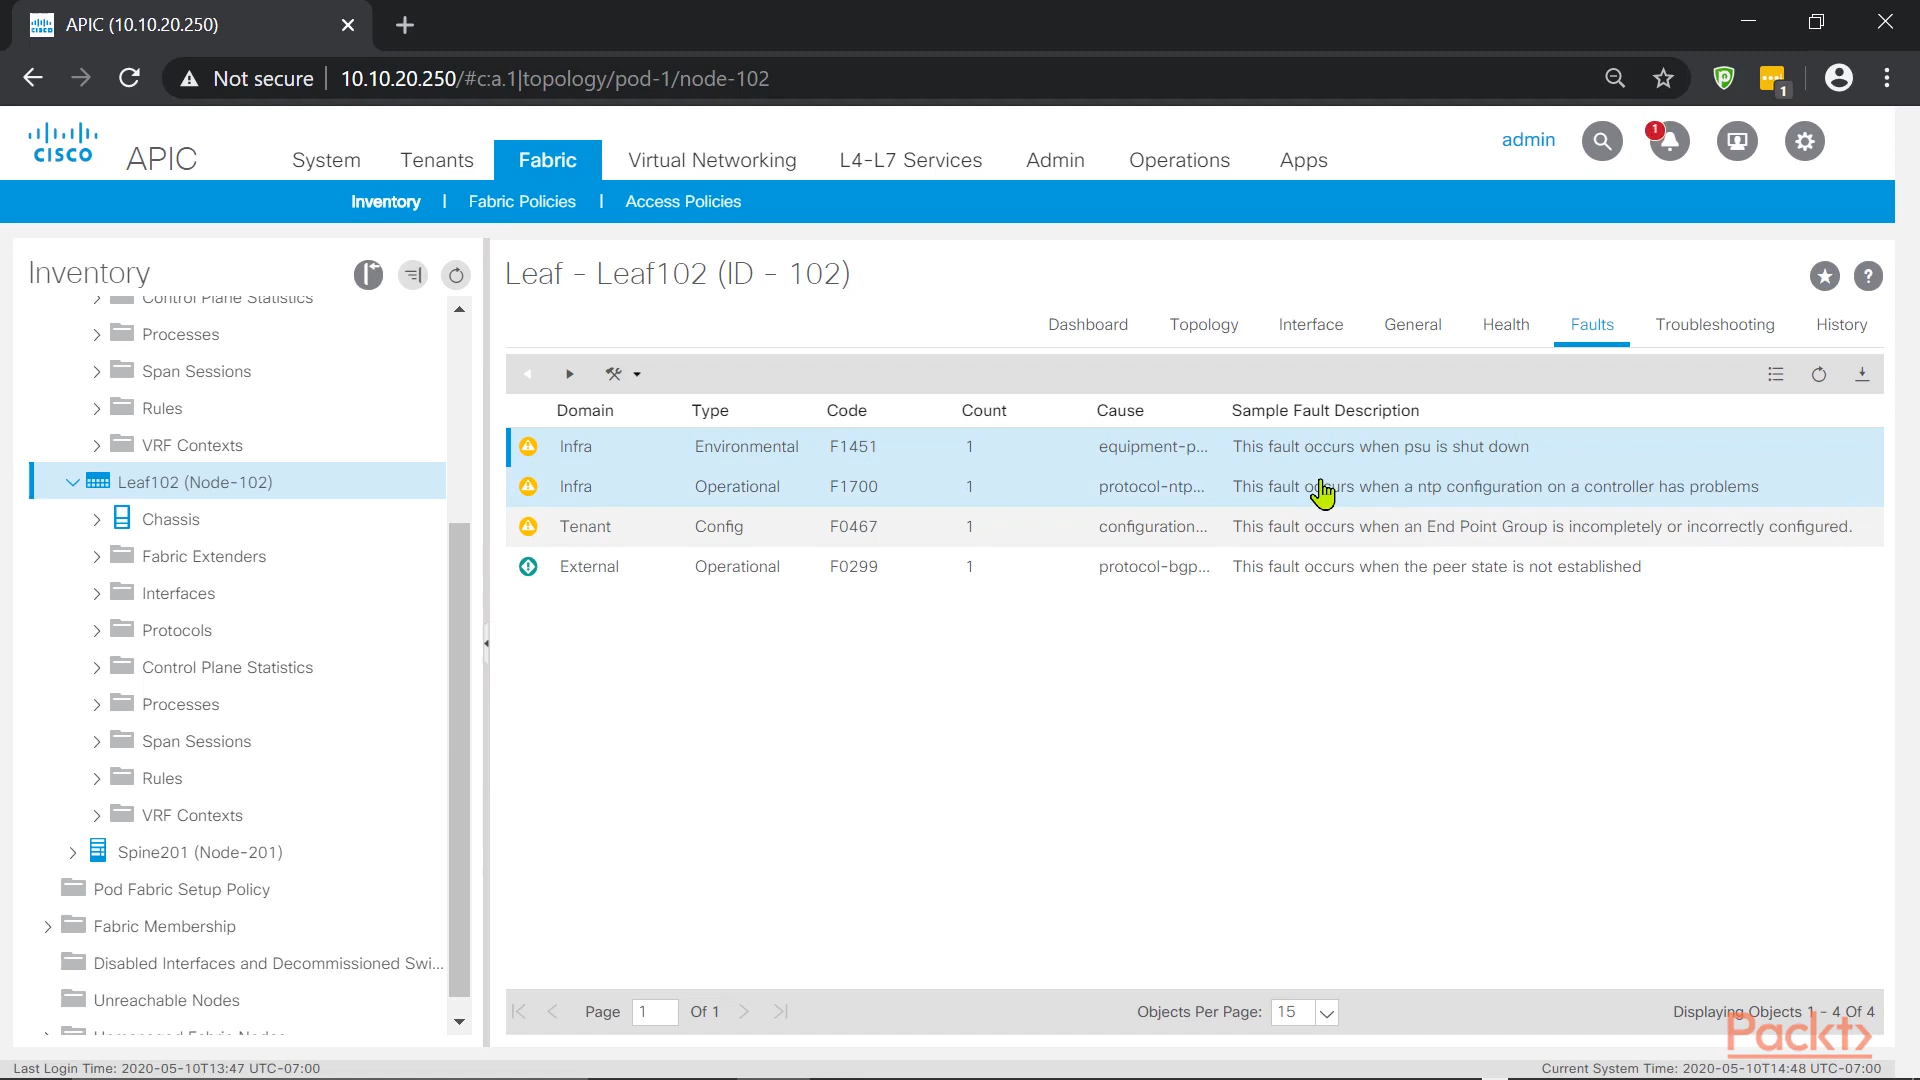 APIC (10.10.20.250)
Not secure 10.10.20.250/#c:a.1|topology/pod-1/node-102
1
CISCO APIC
System Tenants Fabric Virtual Networking L4-L7 Services Admin Operations Apps
admin 1
Inventory | Fabric Policies | Access Policies
Inventory
Control Plane Statistics
Processes
Span Sessions
Rules
VRF Contexts
Leaf102 (Node-102)
Chassis
Fabric Extenders
Interfaces
Protocols
Control Plane Statistics
Processes
Span Sessions
Rules
VRF Contexts
Spine201 (Node-201)
Pod Fabric Setup Policy
Fabric Membership
Disabled Interfaces and Decommissioned Swi...
Unreachable Nodes
Leaf - Leaf102 (ID - 102)
Dashboard Topology Interface General Health Faults Troubleshooting History
Domain Type Code Count Cause Sample Fault Description
Infra Environmental F1451 1 equipment-p... This fault occurs when psu is shut down
Infra Operational F1700 1 protocol-ntp... This fault occurs when a ntp configuration on a controller has problems
Tenant Config F0467 1 configuration... This fault occurs when an End Point Group is incompletely or incorrectly configured.
External Operational F0299 1 protocol-bgp... This fault occurs when the peer state is not established
Page 1 Of 1 Objects Per Page: 15 Displaying Objects 1 - 4 Of 4
Packt>
Last Login Time: 2020-05-10T13:47 UTC-07:00 Current System Time: 2020-05-10T14:48 UTC-07:00